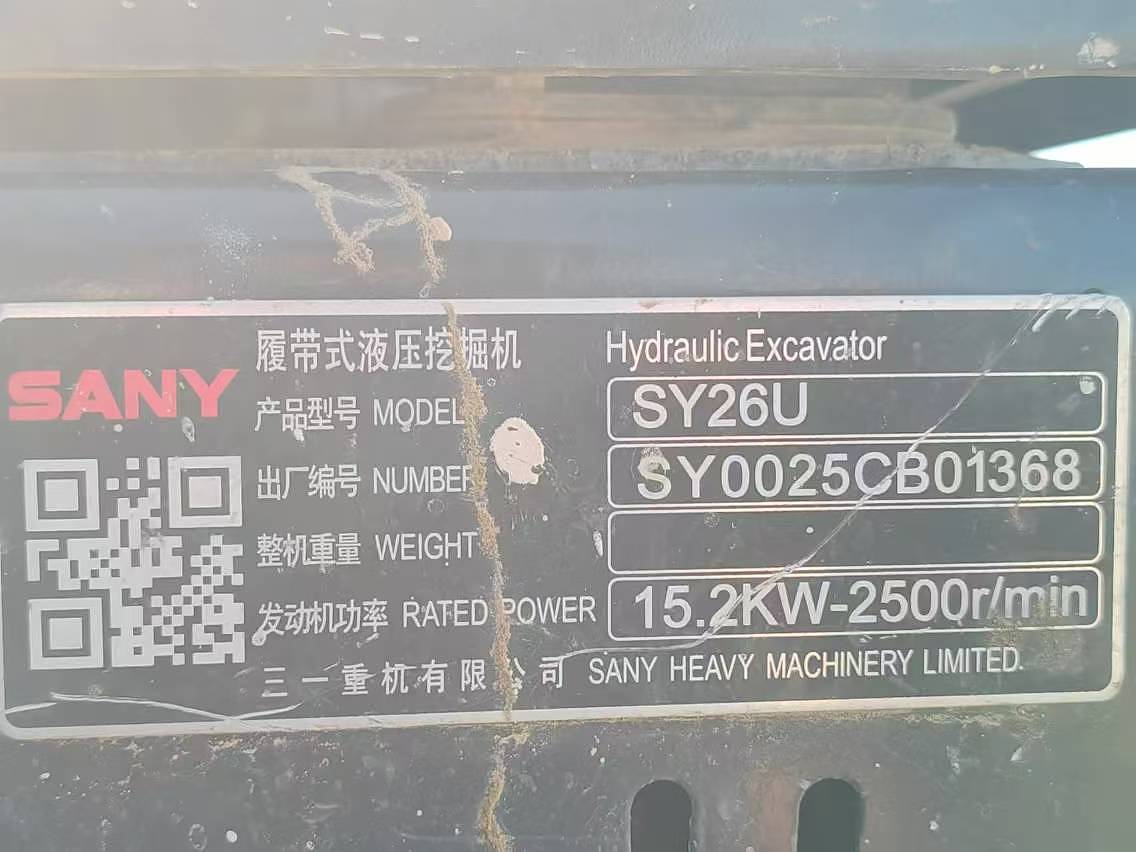 SANY
履带式液压挖掘机 Hydraulic Excavator
产品型号 MODEL SY26U
出厂编号 NUMBER SY0025CB01368
整机重量 WEIGHT
发动机功率 RATED POWER 15.2KW-2500r/min
三一重机有限公司 SANY HEAVY MACHINERY LIMITED.